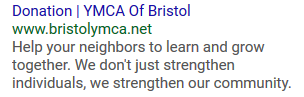 Donation | YMCA Of Bristol
www.bristolymca.net
Help your neighbors to learn and grow
together. We don't just strengthen
individuals, we strengthen our community.